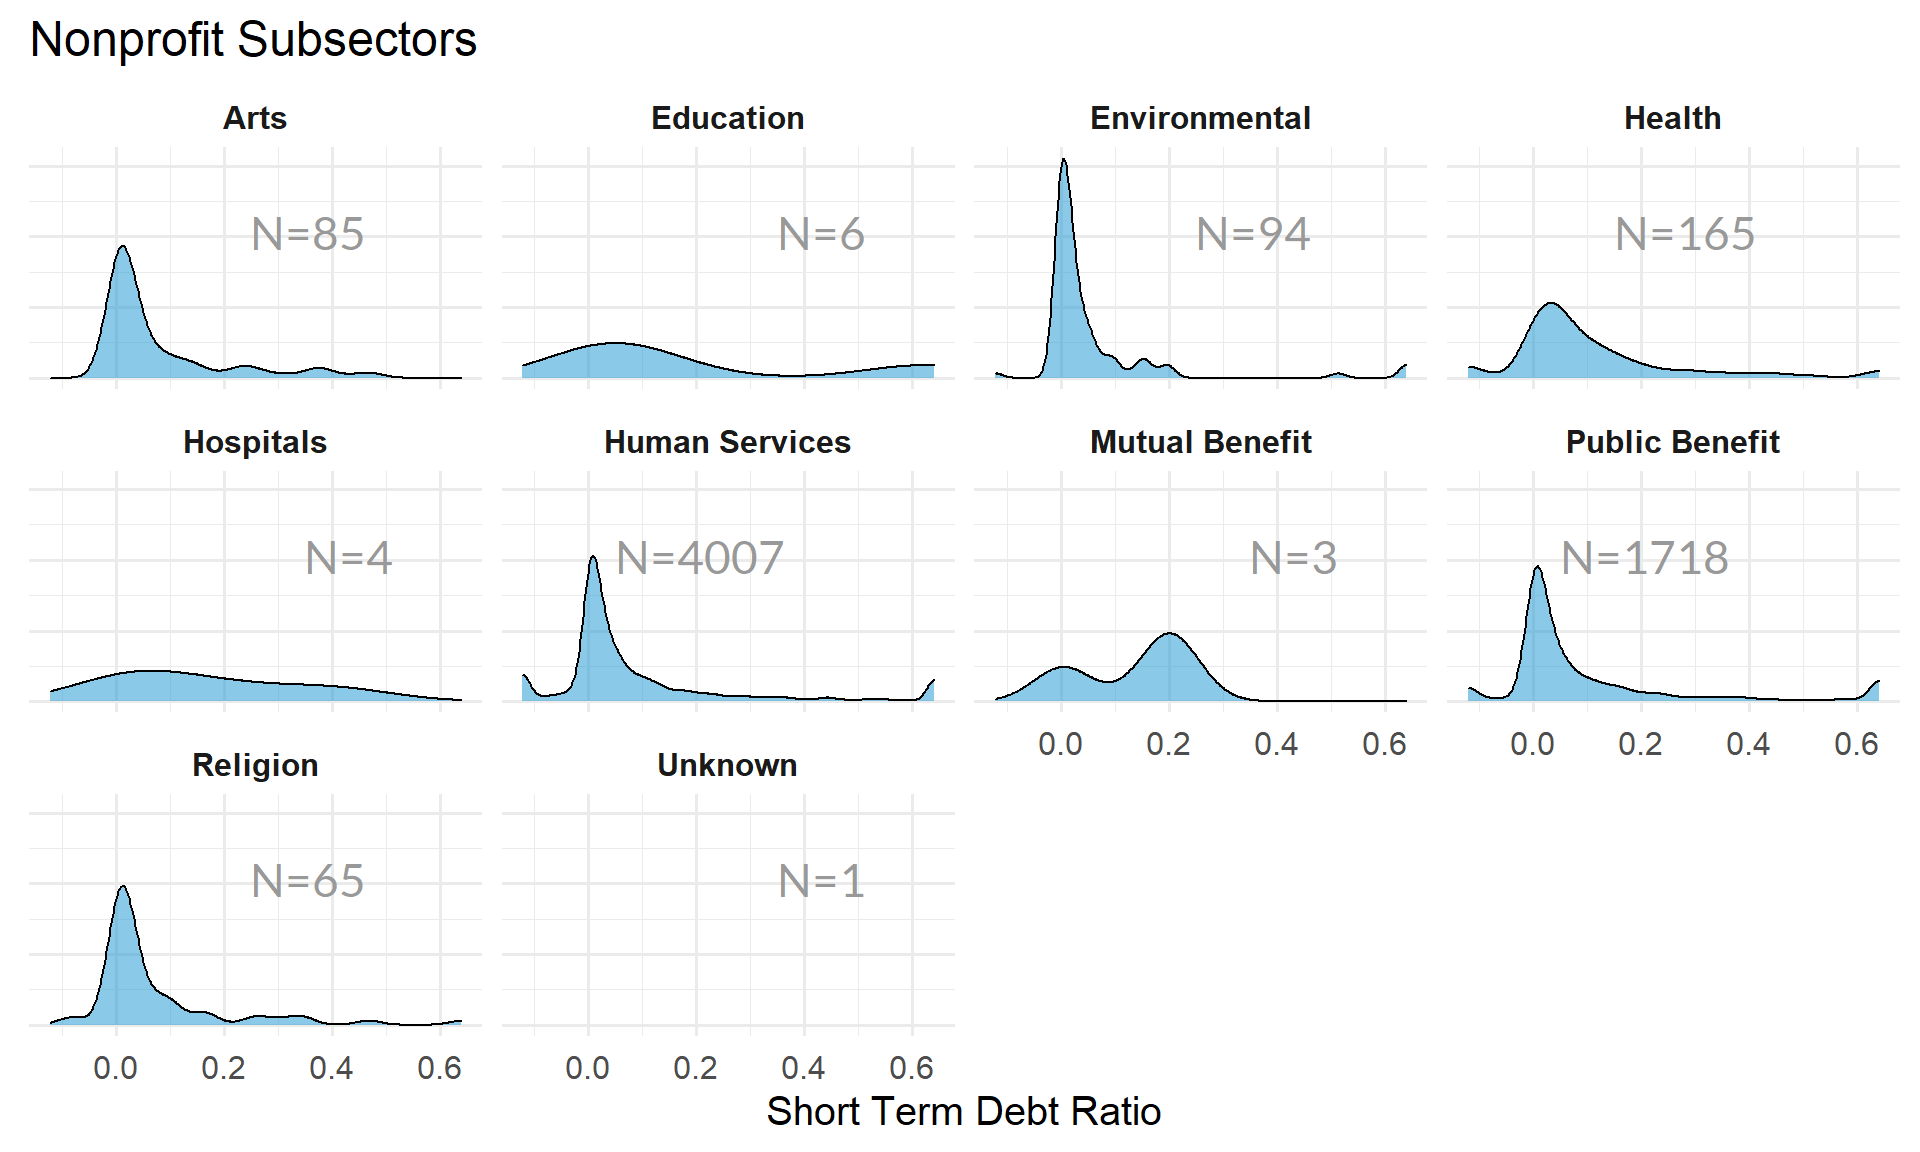 Nonprofit Subsectors
Arts Education Environmental Health
N=85 N=6 N=94 N=165
Hospitals Human Services Mutual Benefit Public Benefit
N=4 N=4007 N=3 N=1718
0.0 0.2 0.4 0.6 0.0 0.2 0.4 0.6
Religion Unknown
N=65 N=1
0.0 0.2 0.4 0.6 0.0 0.2 0.4 0.6
Short Term Debt Ratio